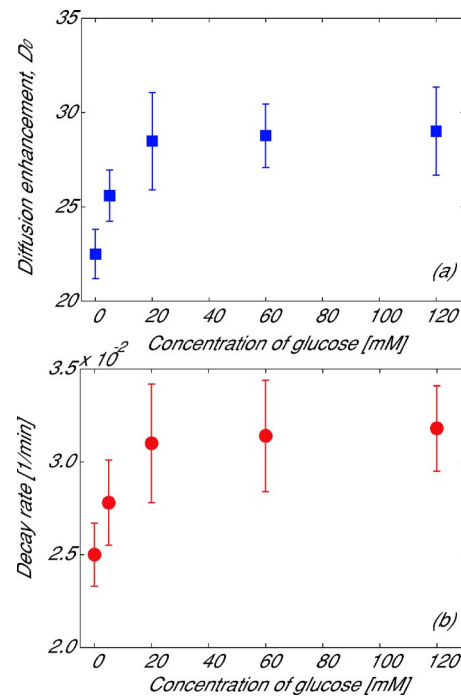 35
30
25
20
Diffusion enhancement, D₀
(a)
0 20 40 60 80 100 120
Concentration of glucose [mM]
3.5 × 10⁻²
3.0
2.5
2.0
Decay rate [1/min]
(b)
0 20 40 60 80 100 120
Concentration of glucose [mM]